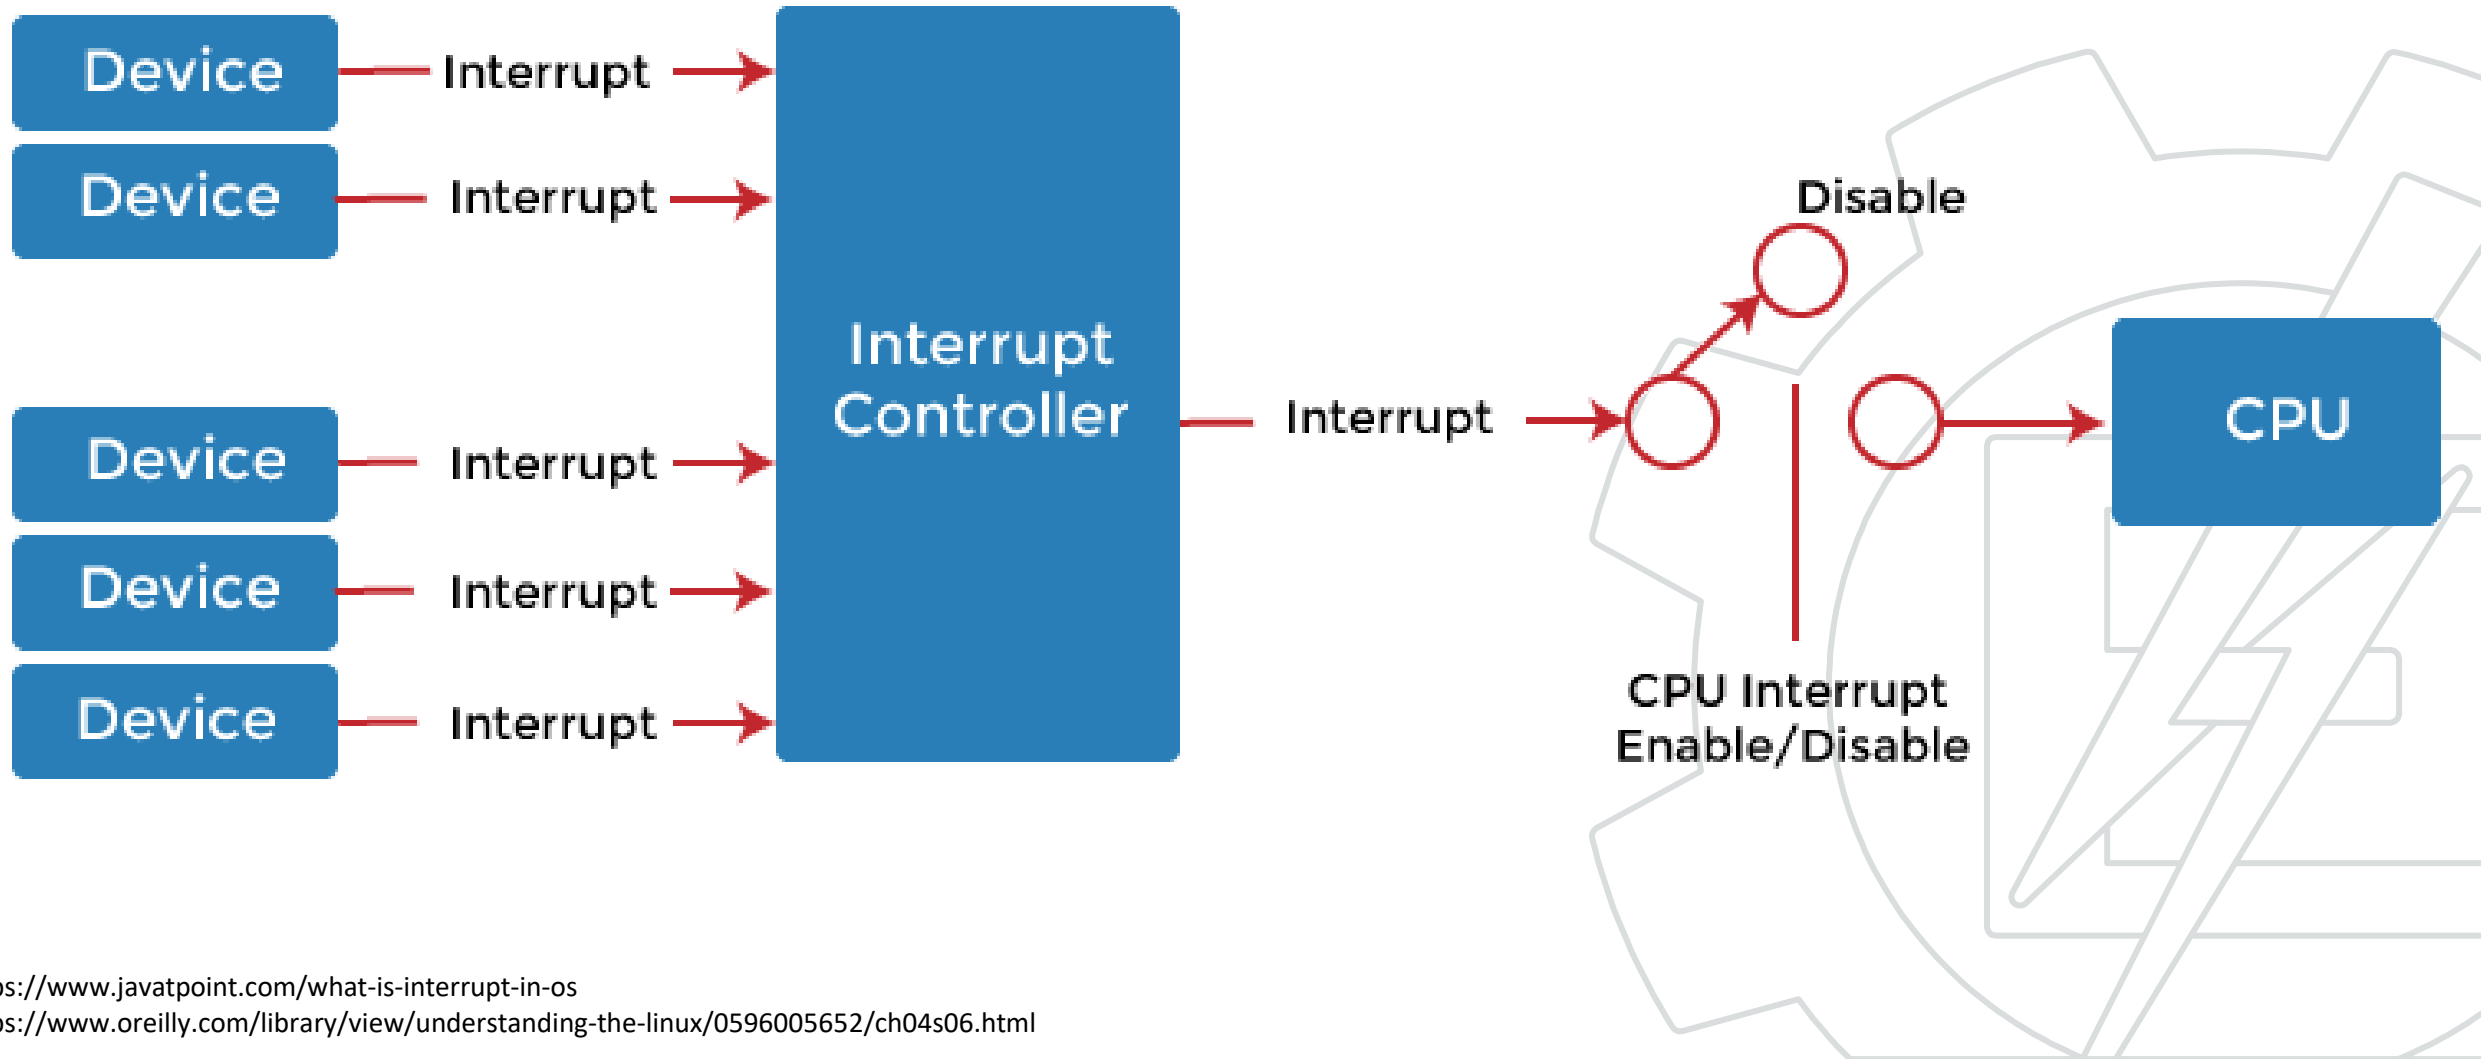 Device
Interrupt
Device
Interrupt
Device
Interrupt
Device
Interrupt
Device
Interrupt
Interrupt
Controller
Interrupt
Disable
CPU Interrupt
Enable/Disable
CPU
ps://www.javatpoint.com/what-is-interrupt-in-os
ps://www.oreilly.com/library/view/understanding-the-linux/0596005652/ch04s06.html